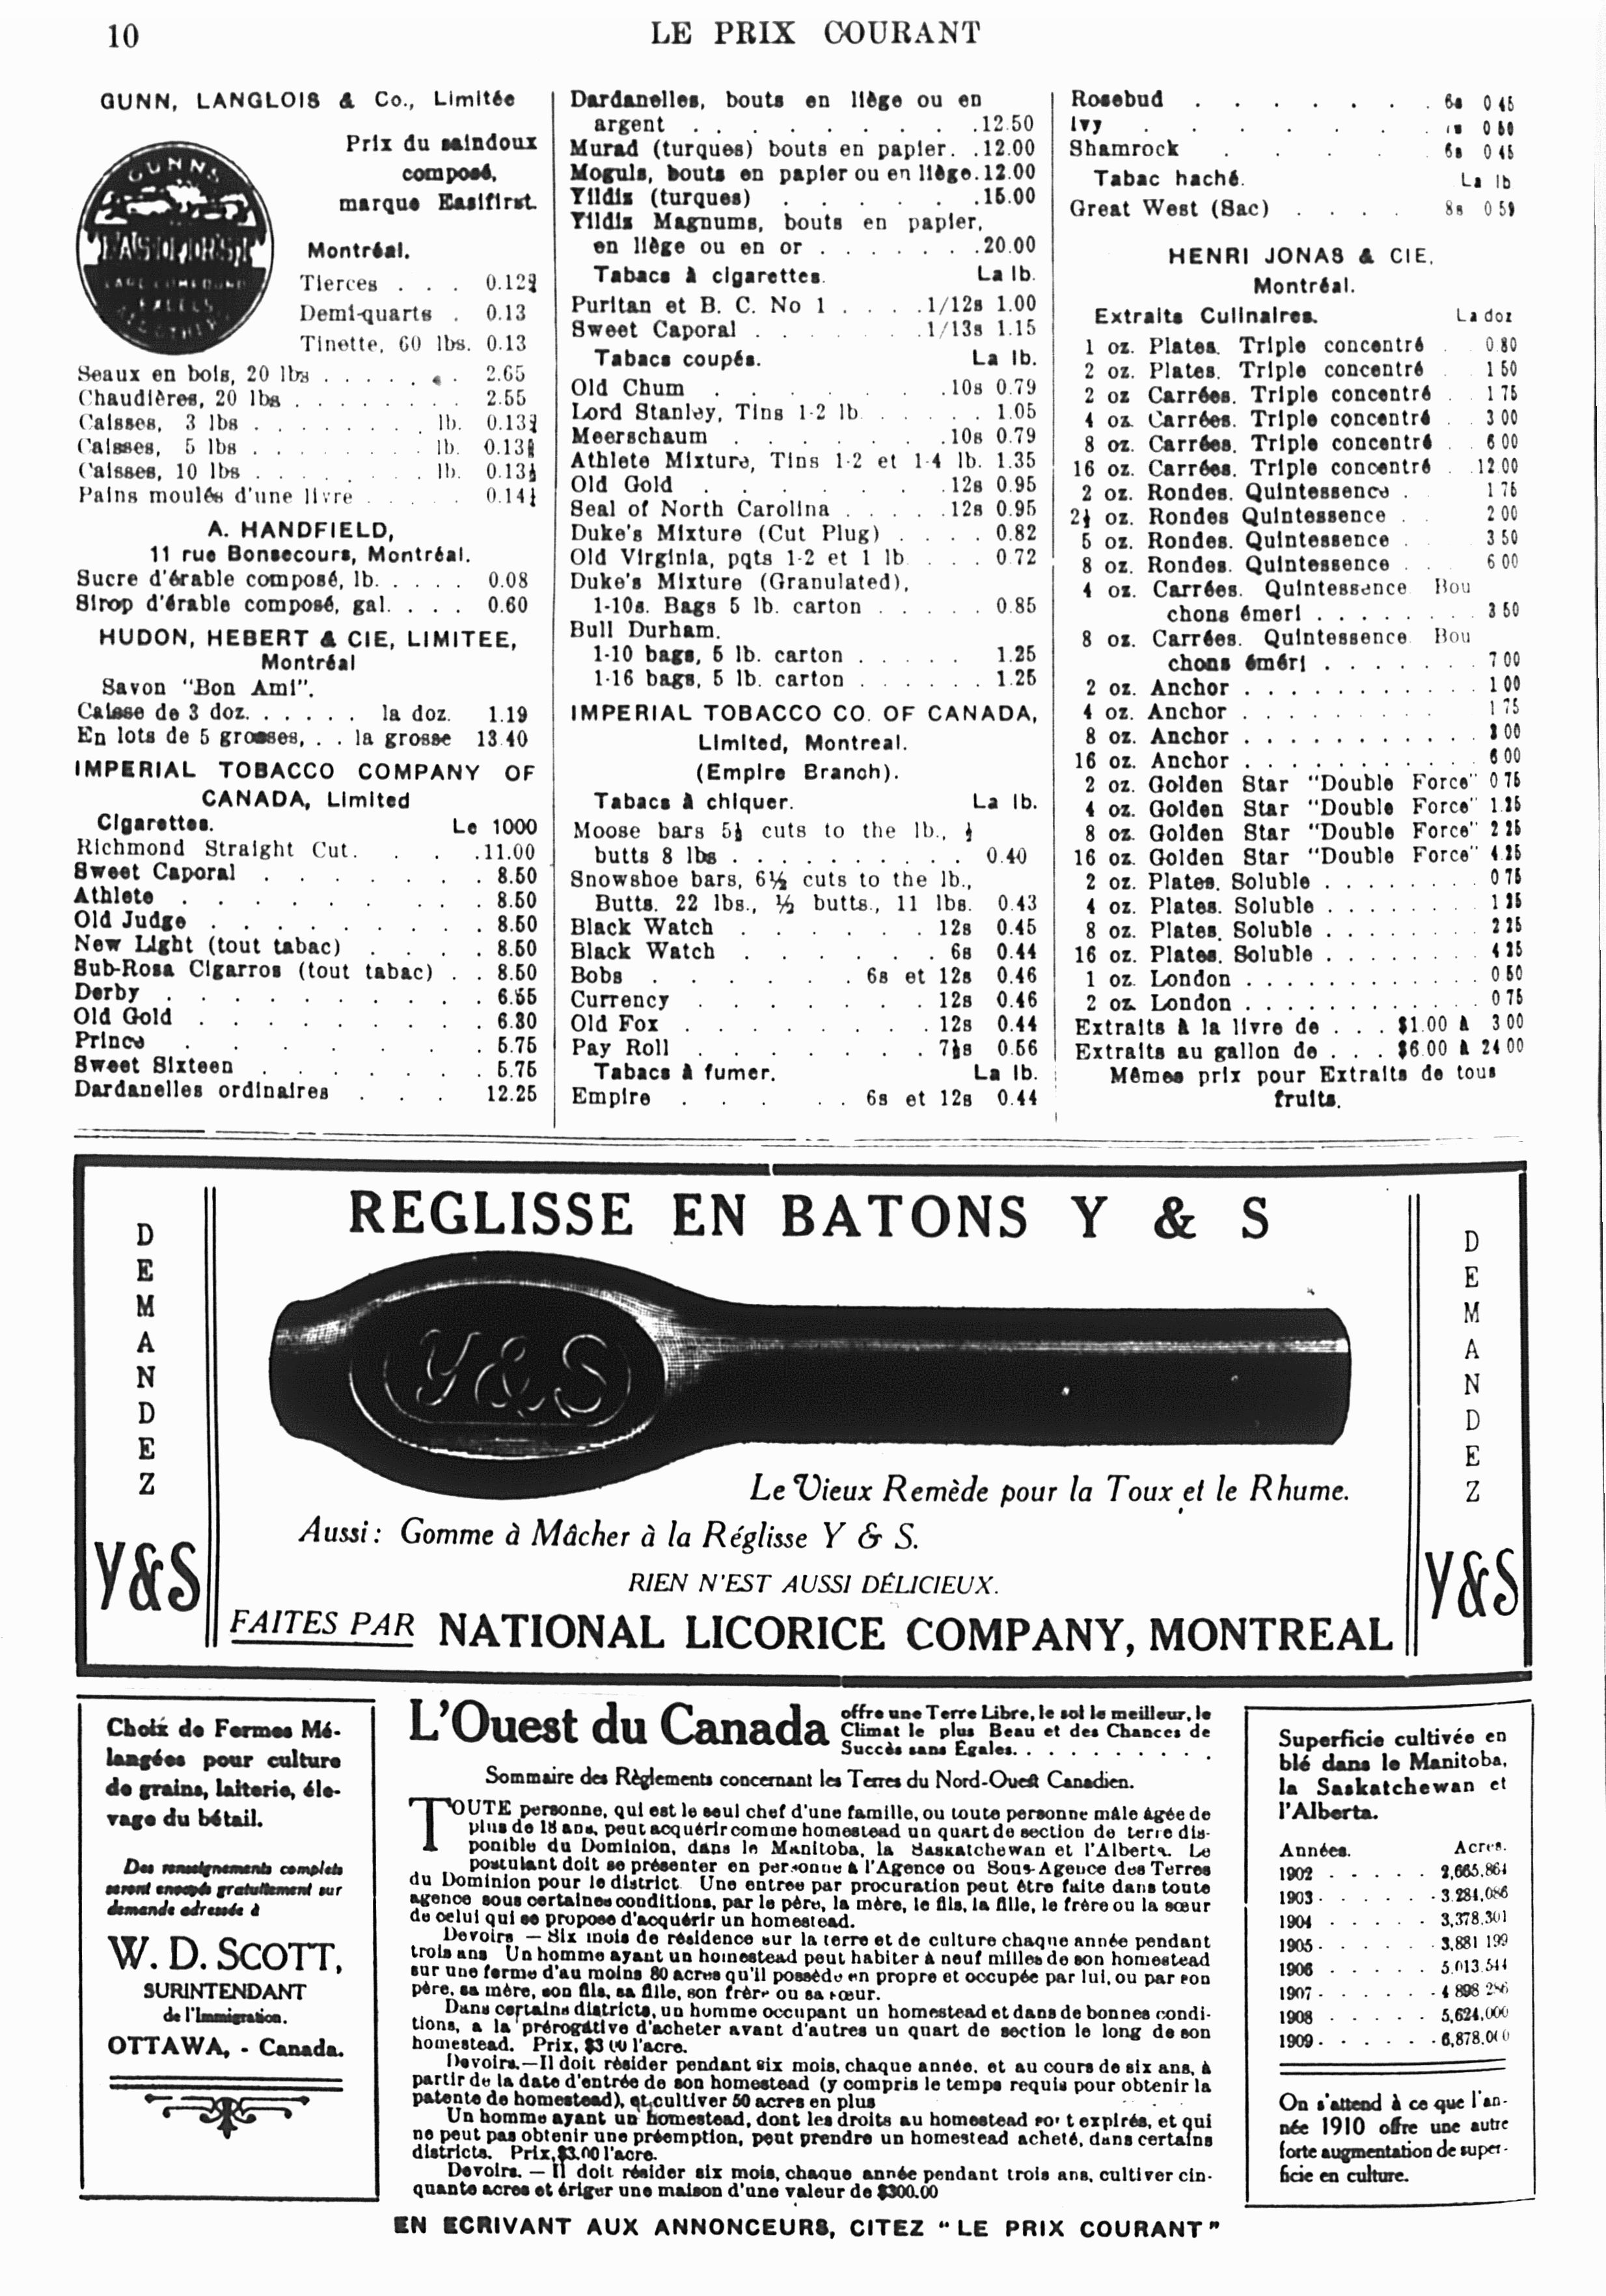 10
LE PRIX COURANT
GUNN, LANGLOIS & Co., Limitée
GUNNS
EASIFIRST
Prix du saindoux
composé,
marque Easifirst.
Montréal.
Tierces . . . 0.12¾
Demi-quarts . 0.13
Tinette, 60 lbs. 0.13
Seaux en bois, 20 lbs . . . . . . 2.65
Chaudières, 20 lbs . . . . . . . . 2.55
Caisses, 3 lbs . . . . . . . . lb. 0.13¾
Caisses, 5 lbs . . . . . . . . lb.
Caisses, 10 lbs . . . . . . . . lb.
Pains moulés d'une livre . . . . .
A. HANDFIELD,
11 rue Bonsecours, Montréal.
Sucre d'érable composé, lb. . . . . 0.08
Sirop d'érable composé, gal. . . . 0.60
HUDON, HEBERT & CIE, LIMITEE,
Montréal
Savon "Bon Ami".
Caisse de 3 doz. . . . . . la doz. 1.19
En lots de 5 grosses, . . la grosse 13.40
IMPERIAL TOBACCO COMPANY OF
CANADA, Limited
Cigarettes. Le 1000
Richmond Straight Cut. . . .11.00
Sweet Caporal . . . . . . . 8.50
Athlete . . . . . . . . . . 8.50
Old Judge . . . . . . . . . 8.50
New Light (tout tabac) . . . . 8.50
Sub-Rosa Cigarros (tout tabac) . . 8.50
Derby . . . . . . . . . . 6.55
Old Gold . . . . . . . . . 6.30
Prince . . . . . . . . . 5.75
Sweet Sixteen . . . . . . . 5.75
Dardanelles ordinaires . . . 12.25
Dardanelles, bouts en liège ou en
argent . . . . . . . . . .12.50
Murad (turques) bouts en papier. .12.00
Moguls, bouts en papier ou en liège.12.00
Yildiz (turques) . . . . . .15.00
Yildiz Magnums, bouts en papier,
en liège ou en or . . . . . . .20.00
Tabacs à cigarettes. La lb.
Puritan et B. C. No 1 . . . .1/12s 1.00
Sweet Caporal . . . . . . .1/13s 1.15
Tabacs coupés. La lb.
Old Chum . . . . . . . .10s 0.79
Lord Stanley, Tins 1-2 lb. . . . . . 1.05
Meerschaum . . . . . . .10s 0.79
Athlete Mixture, Tins 1-2 et 1-4 lb. 1.35
Old Gold . . . . . . . .12s 0.95
Seal of North Carolina . . . . .12s 0.95
Duke's Mixture (Cut Plug) . . . . 0.82
Old Virginia, pqts 1-2 et 1 lb . . . . 0.72
Duke's Mixture (Granulated),
1-10s. Bags 5 lb. carton . . . . . 0.85
Bull Durham.
1-10 bags, 5 lb. carton . . . . . 1.25
1-16 bags, 5 lb. carton . . . . . . 1.25
IMPERIAL TOBACCO CO. OF CANADA,
Limited, Montreal.
(Empire Branch).
Tabacs à chiquer. La lb.
Moose bars 5½ cuts to the lb., ½
butts 8 lbs . . . . . . . . . . 0.40
Snowshoe bars, 6½ cuts to the lb.,
Butts. 22 lbs., ½ butts., 11 lbs. 0.43
Black Watch . . . . . . 12s 0.45
Black Watch . . . . . . 6s 0.44
Bobs . . . . . . 6s et 12s 0.46
Currency . . . . . . . 12s 0.46
Old Fox . . . . . . . . 12s 0.44
Pay Roll . . . . . . . 7½s 0.56
Tabacs à fumer. La lb.
Empire . . . . . 6s et 12s 0.44
Rosebud . . . . . . . 6s 0 45
Ivy . . . . . . . 0 50
Shamrock . . . . . 6s 0 45
Tabac haché. La lb
Great West (Sac) . . . . 8s 0 59
HENRI JONAS & CIE.
Montréal.
Extraits Culinaires. La doz
1 oz. Plates. Triple concentré . 0 80
2 oz. Plates. Triple concentré . 1 50
2 oz Carrées. Triple concentré . 1 75
4 oz. Carrées. Triple concentré . 3 00
8 oz. Carrées. Triple concentré . 6 00
16 oz. Carrées. Triple concentré . 12 00
2 oz. Rondes. Quintessence . 1 75
2½ oz. Rondes Quintessence . . 2 00
5 oz. Rondes. Quintessence . 3 50
8 oz. Rondes. Quintessence . . 6 00
4 oz. Carrées. Quintessence Bou
chons émeri . . . . . . . . 3 50
8 oz. Carrées. Quintessence Bou
chons éméri . . . . . . . 7 00
2 oz. Anchor . . . . . . . . . . . 1 00
4 oz. Anchor . . . . . . . . . 1 75
8 oz. Anchor . . . . . . . . . . . 3 00
16 oz. Anchor . . . . . . . . . . . 6 00
2 oz. Golden Star "Double Force" 0 75
4 oz. Golden Star "Double Force" 1 25
8 oz. Golden Star "Double Force" 2 25
16 oz. Golden Star "Double Force" 4.25
2 oz. Plates. Soluble . . . . . . . 0 75
4 oz. Plates. Soluble . . . . . . . 1 25
8 oz. Plates. Soluble . . . . . . . 2 25
16 oz. Plates. Soluble . . . . . . . 4 25
1 oz. London . . . . . . . . . . . 0 50
2 oz. London . . . . . . . . . . . 0 75
Extraits à la livre de . . . $1.00 à 3 00
Extraits au gallon de . . . $6.00 à 24 00
Mêmes prix pour Extraits de tous
fruits.
DEMANDEZ
Y&S
REGLISSE EN BATONS Y & S
Y&S
Le Vieux Remède pour la Toux et le Rhume.
Aussi: Gomme à Mâcher à la Réglisse Y & S.
RIEN N'EST AUSSI DÉLICIEUX.
FAITES PAR NATIONAL LICORICE COMPANY, MONTREAL
DEMANDEZ
Y&S
Choix de Fermes Mé-
langées pour culture
de grains, laiterie, éle-
vage du bétail.
Des renseignements complets
seront envoyés gratuitement sur
demande adressée à
W. D. SCOTT,
SURINTENDANT
de l'Immigration.
OTTAWA, - Canada.
L'Ouest du Canada
offre une Terre Libre, le sol le meilleur, le
Climat le plus Beau et des Chances de
Succès sans Égales. . . . . . . . . .
Sommaire des Règlements concernant les Terres du Nord-Ouest Canadien.
TOUTE personne, qui est le seul chef d'une famille, ou toute personne mâle âgée de
plus de 18 ans, peut acquérir comme homestead un quart de section de terre dis-
ponible du Dominion, dans le Manitoba, la Saskatchewan et l'Alberta. Le
postulant doit se présenter en personne à l'Agence ou Sous-Agence des Terres
du Dominion pour le district Une entrée par procuration peut être faite dans toute
agence sous certaines conditions, par le père, la mère, le fils, la fille, le frère ou la sœur
de celui qui se propose d'acquérir un homestead.
Devoirs — Six mois de résidence sur la terre et de culture chaque année pendant
trois ans Un homme ayant un homestead peut habiter à neuf milles de son homestead
sur une ferme d'au moins 80 acres qu'il possède en propre et occupée par lui, ou par son
père, sa mère, son fils, sa fille, son frère ou sa sœur.
Dans certains districts, un homme occupant un homestead et dans de bonnes condi-
tions, a la prérogative d'acheter avant d'autres un quart de section le long de son
homestead. Prix, $3 00 l'acre.
Devoirs.—Il doit résider pendant six mois, chaque année, et au cours de six ans, à
partir de la date d'entrée de son homestead (y compris le temps requis pour obtenir la
patente de homestead), et cultiver 50 acres en plus
Un homme ayant un homestead, dont les droits au homestead sont expirés, et qui
ne peut pas obtenir une préemption, peut prendre un homestead acheté, dans certains
districts. Prix, $3.00 l'acre.
Devoirs. — Il doit résider six mois, chaque année pendant trois ans, cultiver cin-
quante acres et ériger une maison d'une valeur de $300.00
Superficie cultivée en
blé dans le Manitoba,
la Saskatchewan et
l'Alberta.
Années. Acres.
1902 . . . . . 2,665,864
1903 . . . . . 3.284,086
1904 . . . . . 3,378,301
1905 . . . . . 3,881 199
1906 . . . . . 5.013.544
1907 . . . . . 4 898 286
1908 . . . . . 5,624,000
1909 . . . . . 6,878,000
On s'attend à ce que l'an-
née 1910 offre une autre
forte augmentation de super-
ficie en culture.
EN ECRIVANT AUX ANNONCEURS, CITEZ "LE PRIX COURANT"